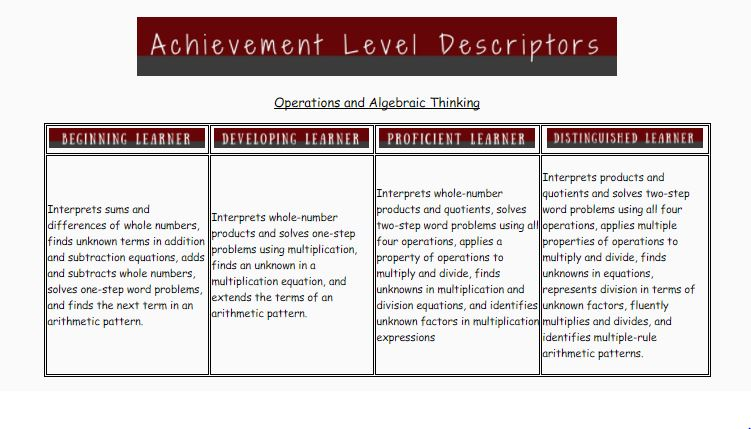 Achievement Level Descriptors
Operations and Algebraic Thinking
BEGINNING LEARNER
DEVELOPING LEARNER
PROFICIENT LEARNER
DISTINGUISHED LEARNER
Interprets sums and
differences of whole numbers,
finds unknown terms in addition
and subtraction equations, adds
and subtracts whole numbers,
solves one-step word problems,
and finds the next term in an
arithmetic pattern.
Interprets whole-number
products and solves one-step
problems using multiplication,
finds an unknown in a
multiplication equation, and
extends the terms of an
arithmetic pattern.
Interprets whole-number
products and quotients, solves
two-step word problems using all
four operations, applies a
property of operations to
multiply and divide, finds
unknowns in multiplication and
division equations, and identifies
unknown factors in multiplication
expressions
Interprets products and
quotients and solves two-step
word problems using all four
operations, applies multiple
properties of operations to
multiply and divide, finds
unknowns in equations,
represents division in terms of
unknown factors, fluently
multiplies and divides, and
identifies multiple-rule
arithmetic patterns.